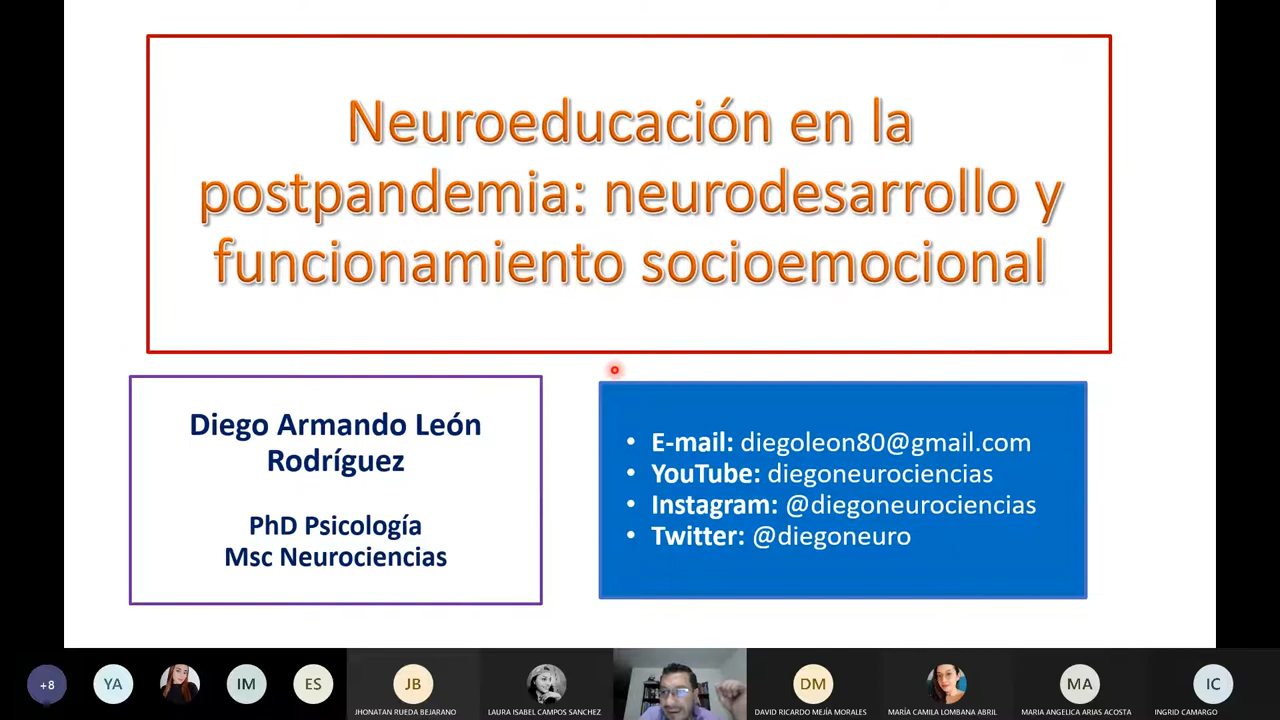 Neuroeducación en la
postpandemia: neurodesarrollo y
funcionamiento socioemocional
Diego Armando León
Rodríguez
PhD Psicología
Msc Neurociencias
• E-mail: diegoleon80@gmail.com
• YouTube: diegoneurociencias
• Instagram: @diegoneurociencias
• Twitter: @diegoneuro
+8
YA
IM
ES
JB
DM
MA
IC
JHONATAN RUEDA BEJARANO
LAURA ISABEL CAMPOS SANCHEZ
DAVID RICARDO MEJÍA MORALES
MARÍA CAMILA LOMBANA ABRIL
MARIA ANGELICA ARIAS ACOSTA
INGRID CAMARGO